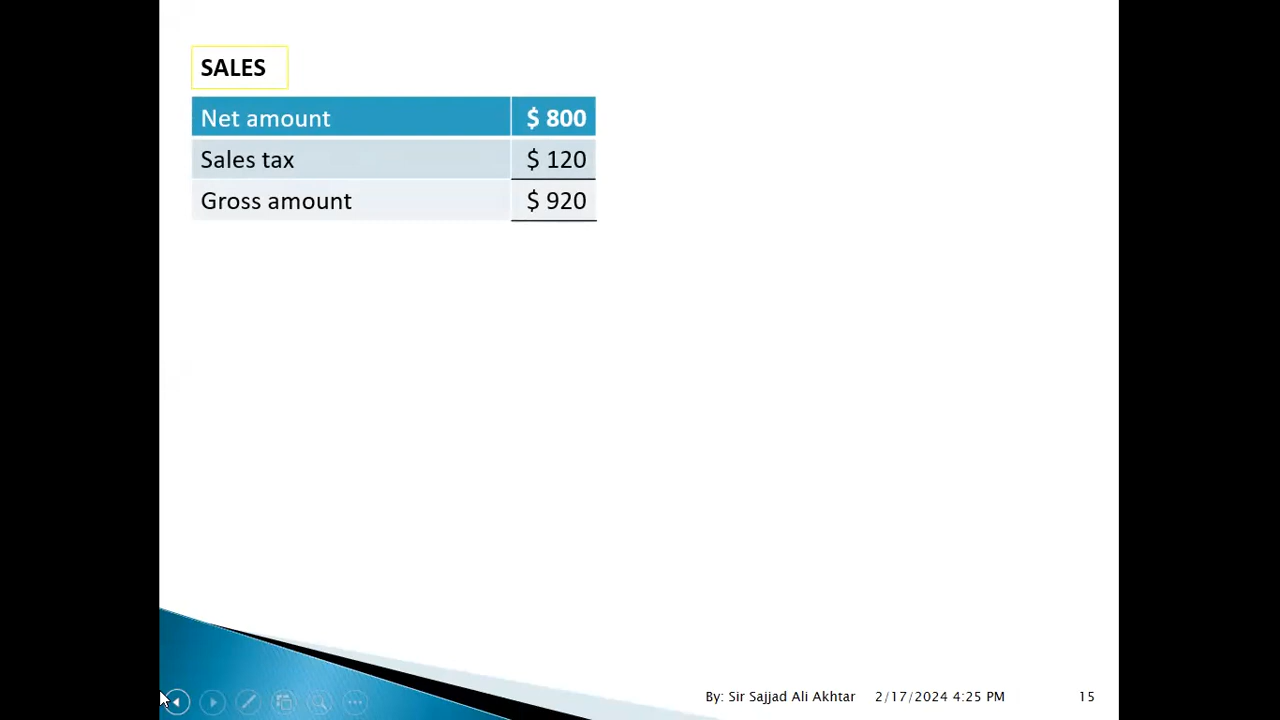 SALES
Net amount $ 800
Sales tax $ 120
Gross amount $ 920
By: Sir Sajjad Ali Akhtar 2/17/2024 4:25 PM 15